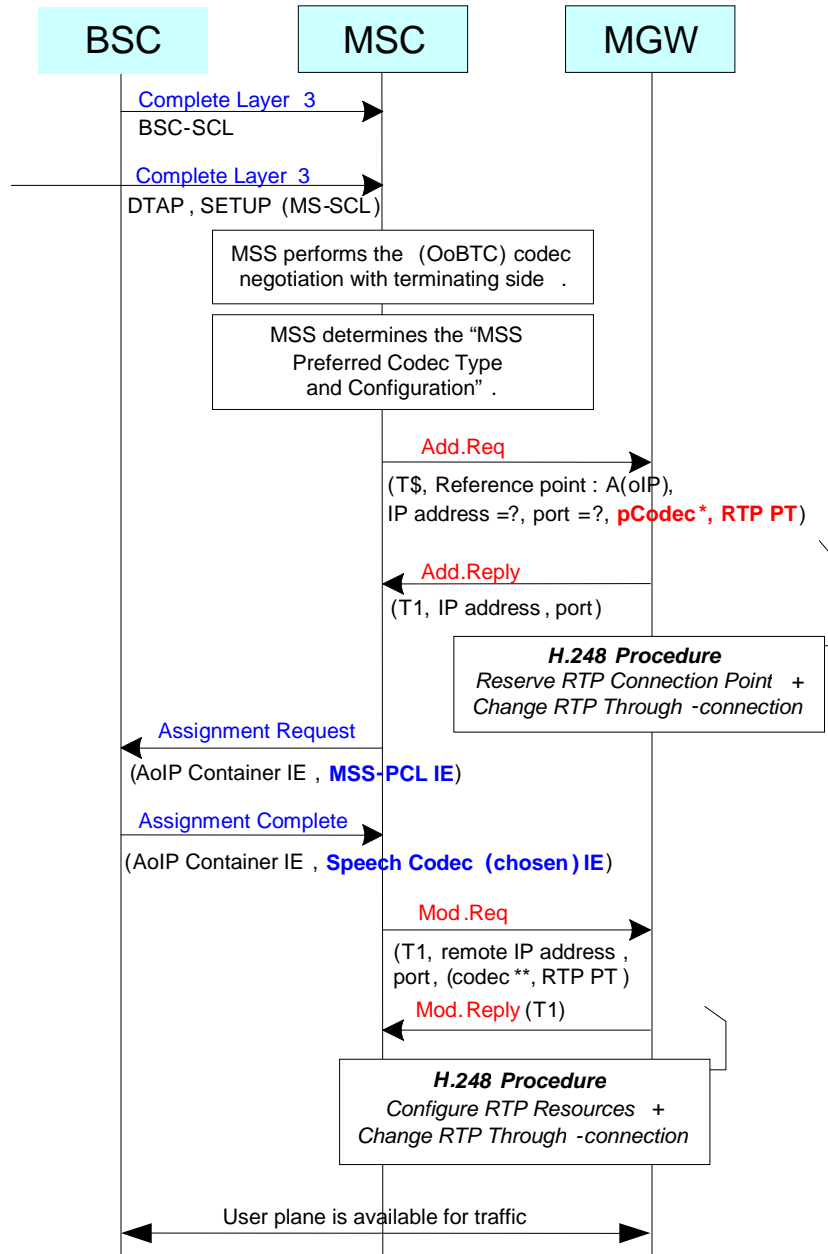 BSC
MSC
MGW
Complete Layer 3
BSC-SCL
Complete Layer 3
DTAP, SETUP (MS-SCL)
MSS performs the (OoBTC) codec
negotiation with terminating side .
MSS determines the “MSS
Preferred Codec Type
and Configuration” .
Add.Req
(T$, Reference point : A(oIP),
IP address =?, port =?, pCodec*, RTP PT)
Add.Reply
(T1, IP address, port)
H.248 Procedure
Reserve RTP Connection Point +
Change RTP Through -connection
Assignment Request
(AoIP Container IE , MSS-PCL IE)
Assignment Complete
(AoIP Container IE , Speech Codec (chosen) IE)
Mod.Req
(T1, remote IP address ,
port, (codec **, RTP PT )
Mod.Reply (T1)
H.248 Procedure
Configure RTP Resources +
Change RTP Through -connection
User plane is available for traffic